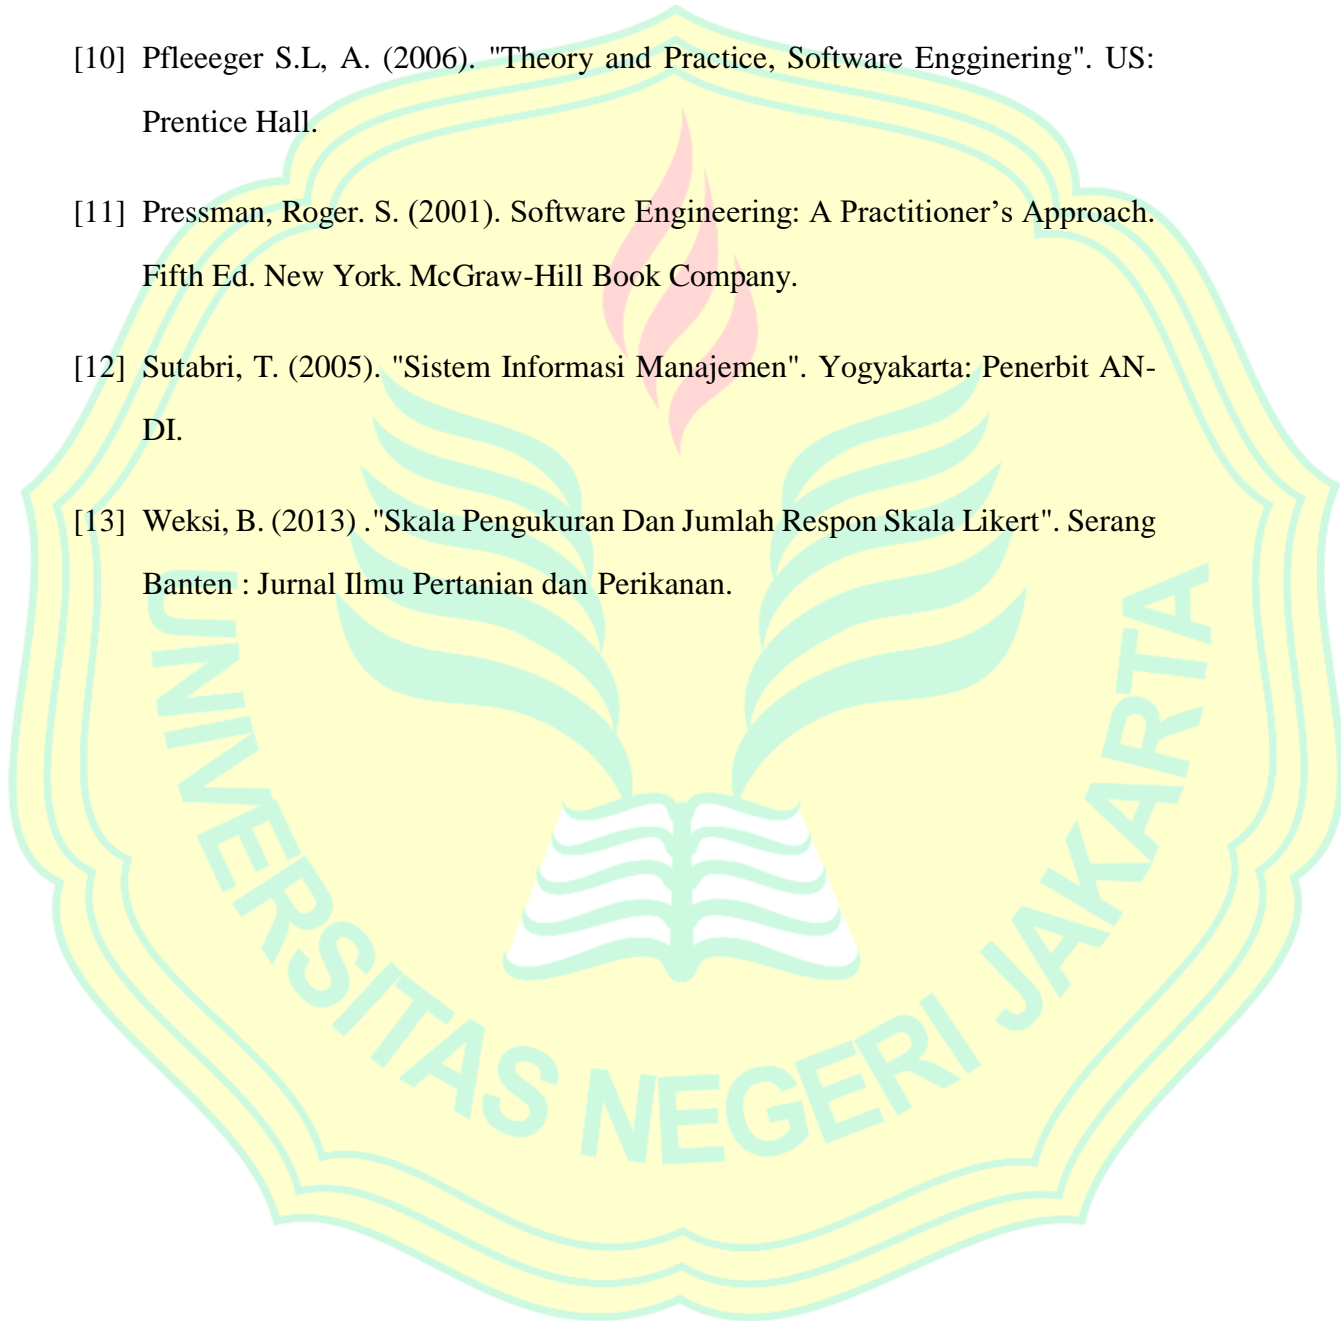 [10] Pfleeeger S.L, A. (2006). "Theory and Practice, Software Engginering". US:
Prentice Hall.
[11] Pressman, Roger. S. (2001). Software Engineering: A Practitioner’s Approach.
Fifth Ed. New York. McGraw-Hill Book Company.
[12] Sutabri, T. (2005). "Sistem Informasi Manajemen". Yogyakarta: Penerbit AN-
DI.
[13] Weksi, B. (2013) ."Skala Pengukuran Dan Jumlah Respon Skala Likert". Serang
Banten : Jurnal Ilmu Pertanian dan Perikanan.
UNIVERSITAS NEGERI JAKARTA